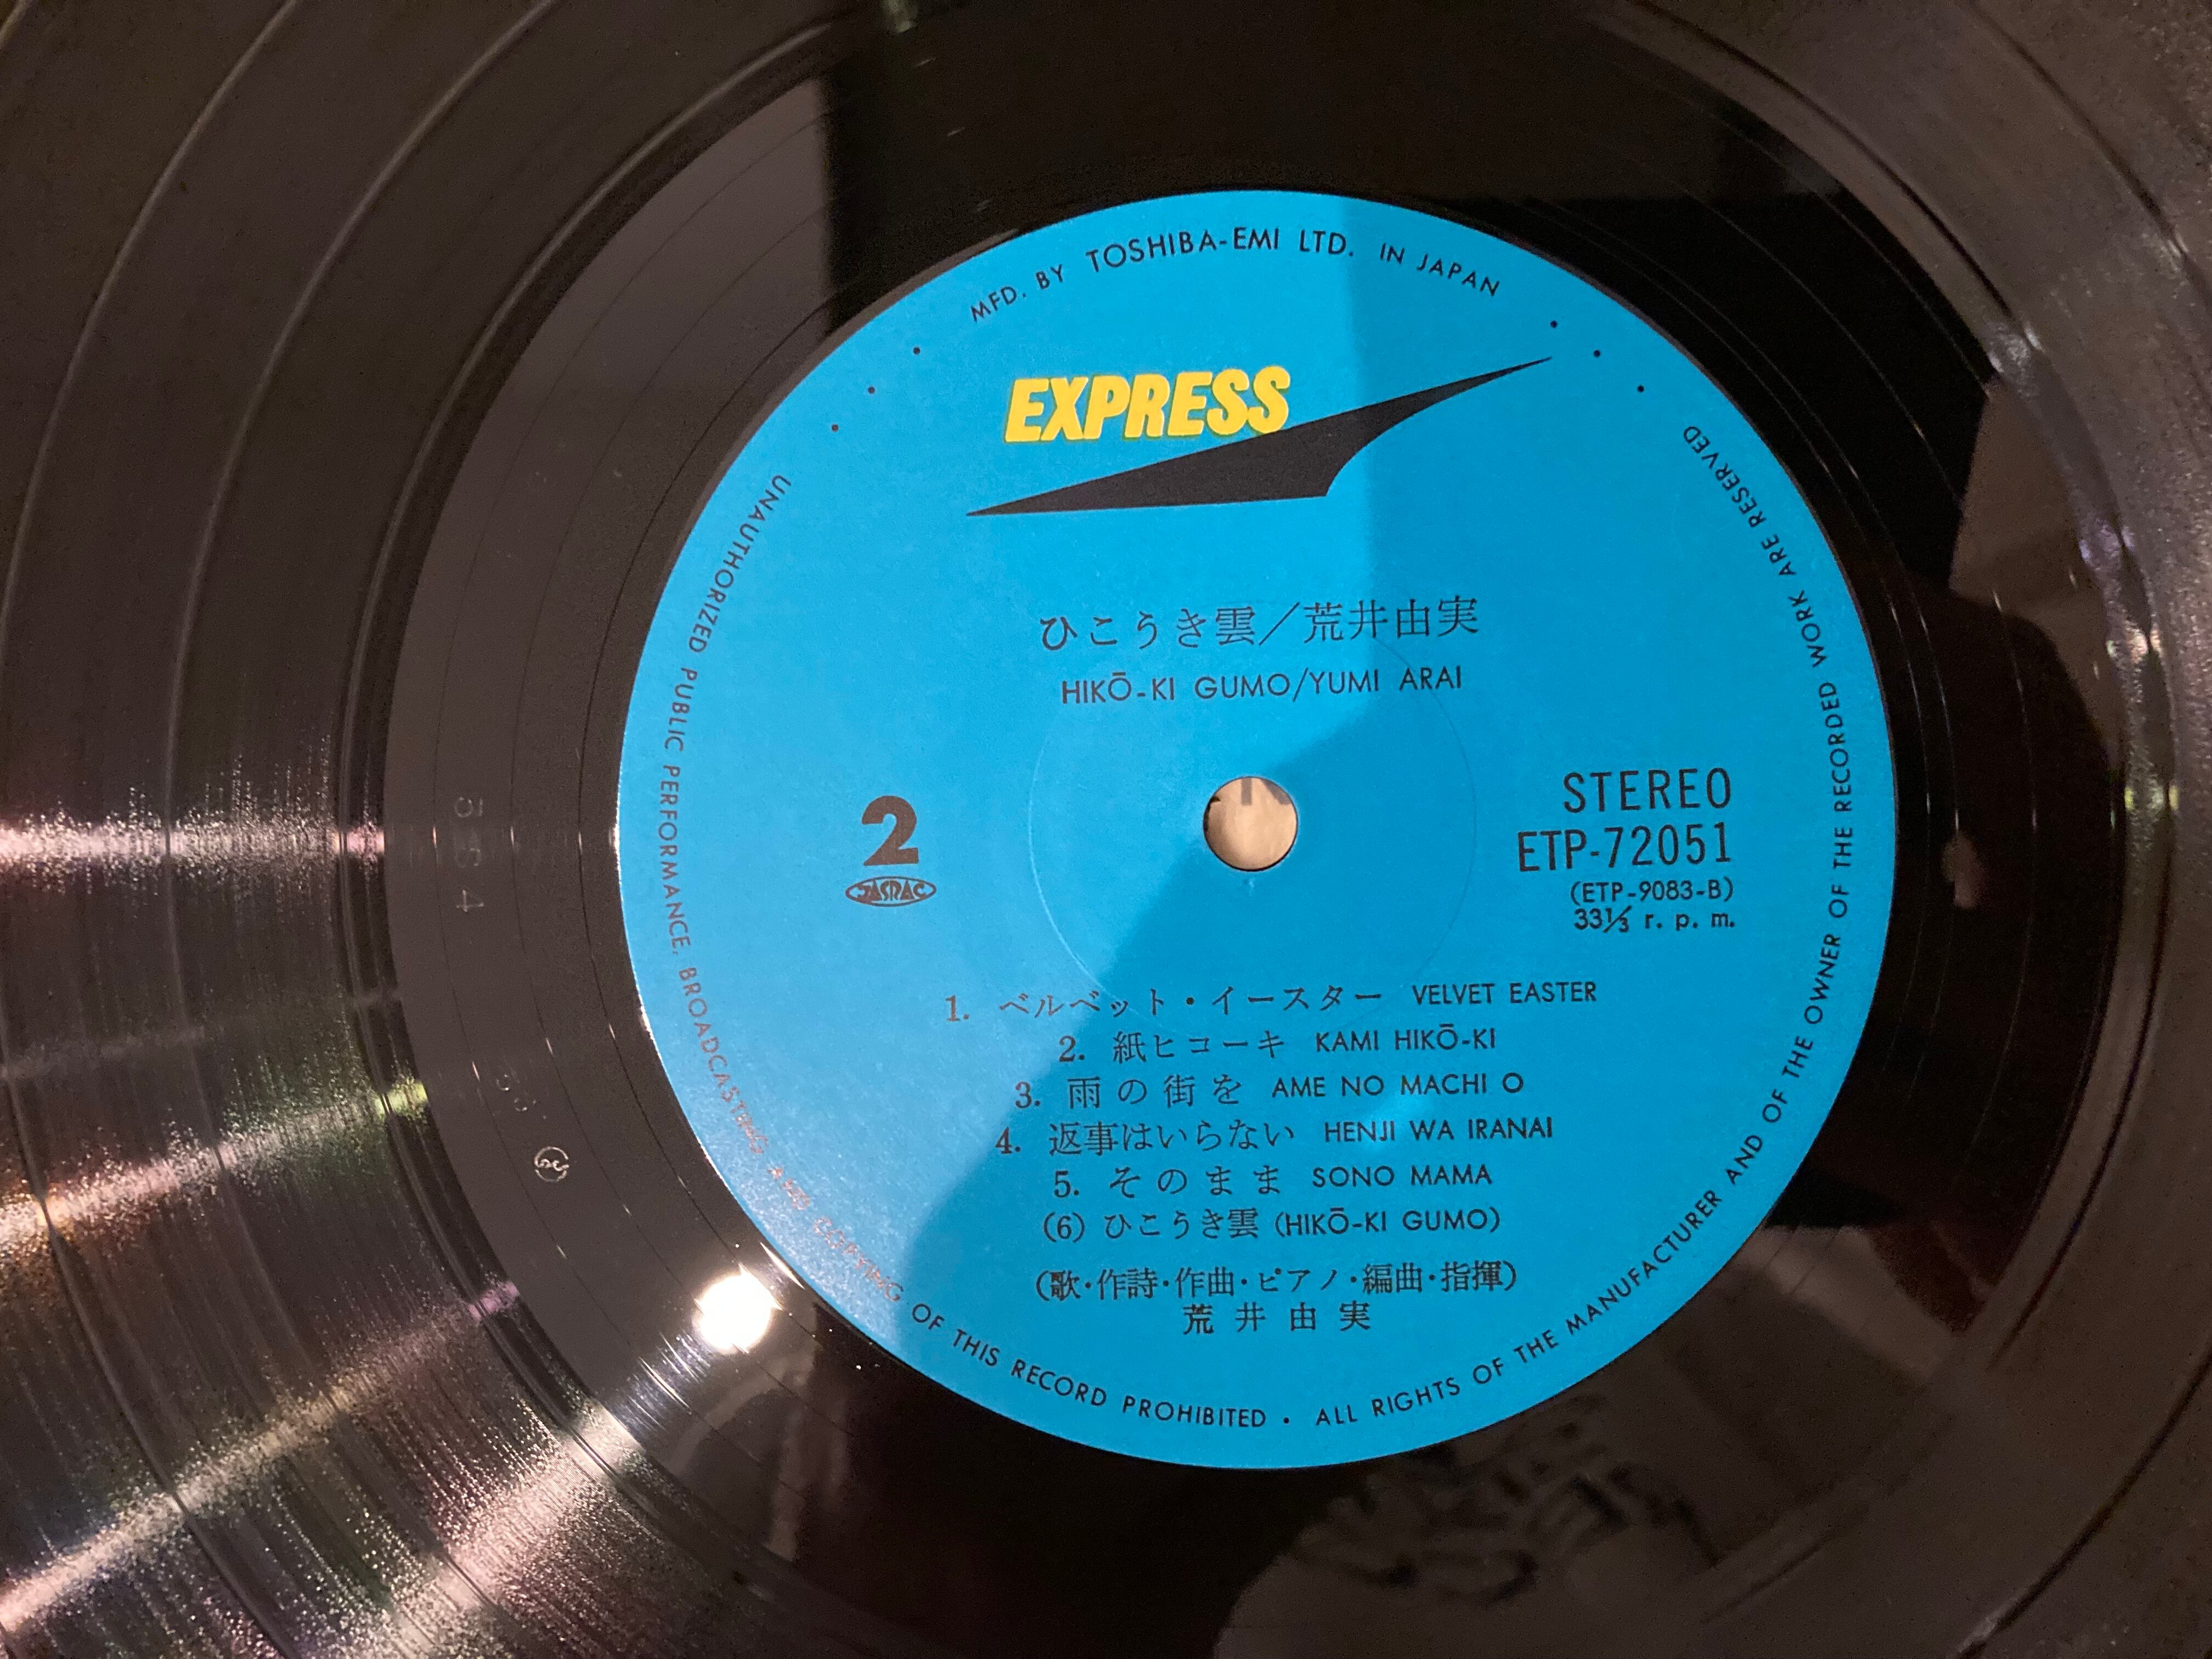 MFD. BY TOSHIBA-EMI LTD. IN JAPAN
EXPRESS
ひこうき雲／荒井由実
HIKŌ-KI GUMO/YUMI ARAI
2
JASRAC
STEREO
ETP-72051
(ETP-9083-B)
33⅓ r. p. m.
1. ベルベット・イースター VELVET EASTER
2. 紙ヒコーキ KAMI HIKŌ-KI
3. 雨の街を AME NO MACHI O
4. 返事はいらない HENJI WA IRANAI
5. そのまま SONO MAMA
(6) ひこうき雲 (HIKŌ-KI GUMO)
(歌・作詩・作曲・ピアノ・編曲・指揮)
荒井由実
UNAUTHORIZED PUBLIC PERFORMANCE, BROADCASTING AND COPYING OF THIS RECORD PROHIBITED • ALL RIGHTS OF THE MANUFACTURER AND OF THE OWNER OF THE RECORDED WORK ARE RESERVED